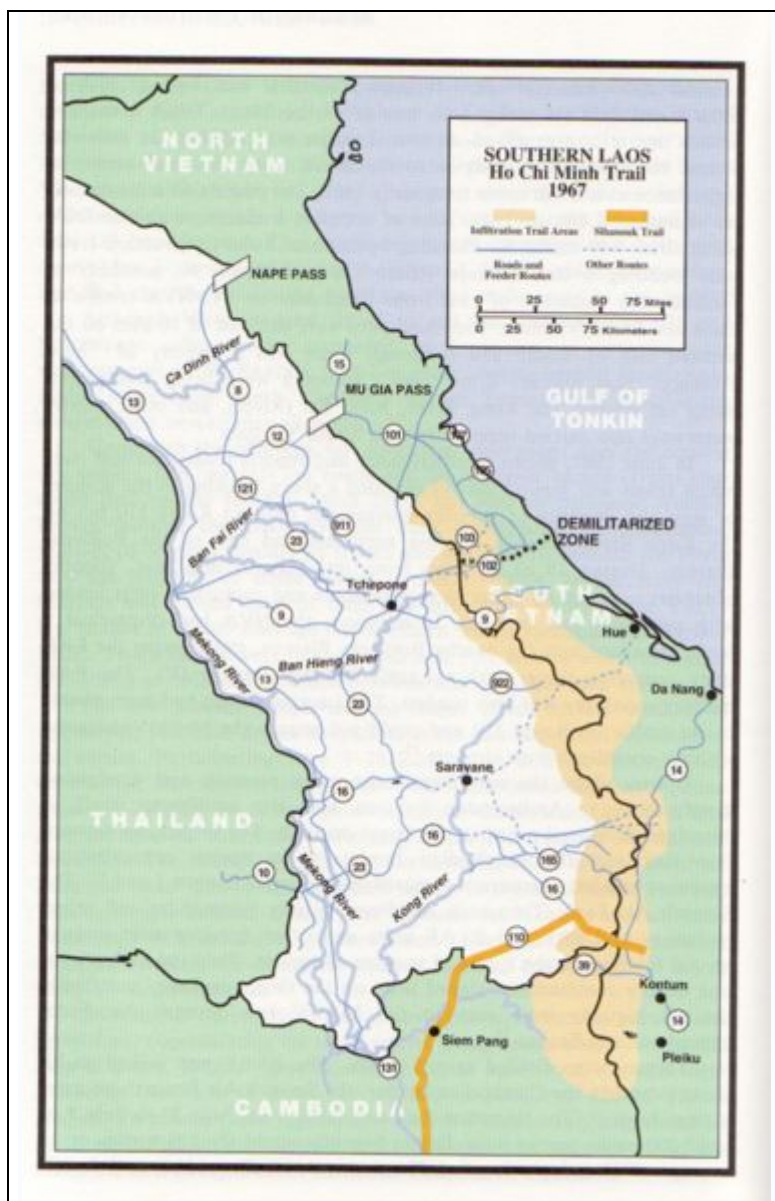 NORTH
VIETNAM
SOUTHERN LAOS
Ho Chi Minh Trail
1967
Infiltration Trail Areas
Sihanouk Trail
Roads and
Feeder Routes
Other Routes
0 25 50 75 Miles
0 25 50 75 Kilometers
NAPE PASS
Ca Dinh River
15
13
8
MU GIA PASS
GULF OF
TONKIN
12
101
121
911
Ban Fai River
23
103
DEMILITARIZED
ZONE
102
Tchepone
SOUTH
VIETNAM
9
9
Hue
Mekong River
13
Ban Hieng River
922
Da Nang
23
Saravane
14
16
THAILAND
16
165
10
23
16
Mekong River
Kong River
110
39
Kontum
14
Siem Pang
Pleiku
131
CAMBODIA